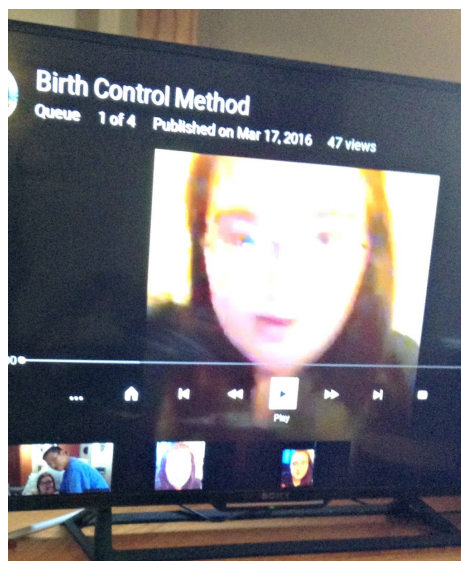 Birth Control Method
Queue 1 of 4 Published on Mar 17, 2016 47 views
Play
SONY